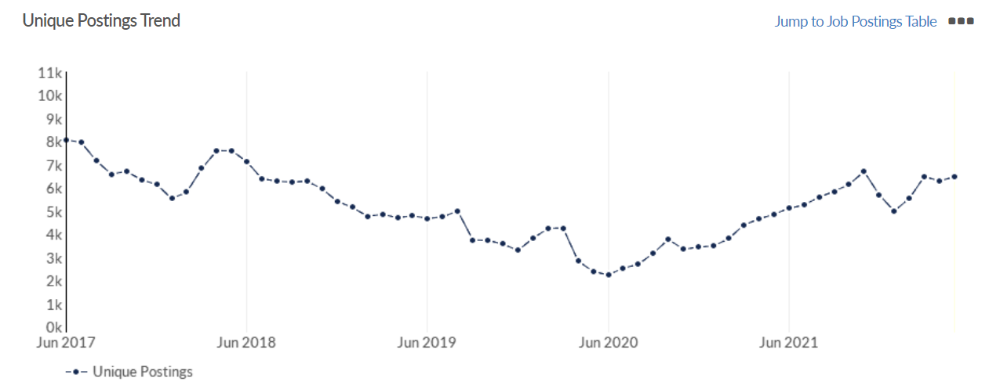 Unique Postings Trend
Jump to Job Postings Table
11k
10k
9k
8k
7k
6k
5k
4k
3k
2k
1k
0k
Jun 2017 Jun 2018 Jun 2019 Jun 2020 Jun 2021
Unique Postings